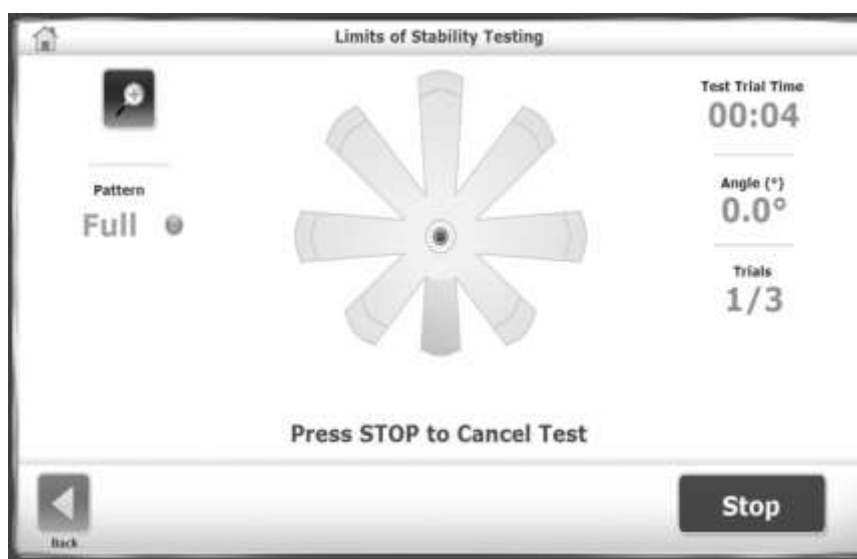 Limits of Stability Testing
Test Trial Time
00:04
Pattern
Full
Angle (°)
0.0°
Trials
1/3
Press STOP to Cancel Test
Back
Stop